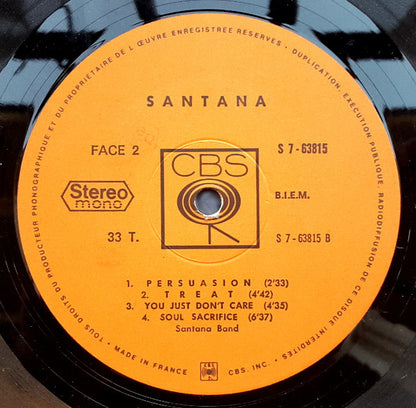 TOUS DROITS DU PRODUCTEUR PHONOGRAPHIQUE ET DU PROPRIETAIRE DE L'ŒUVRE ENREGISTREE RESERVES - DUPLICATION, EXECUTION PUBLIQUE, RADIODIFFUSION DE CE DISQUE INTERDITES •
SANTANA
FACE 2
CBS
S 7-63815
Stereo
mono
B.I.E.M.
33 T.
S 7-63815 B
1. PERSUASION (2'33)
2. TREAT (4'42)
3. YOU JUST DON'T CARE (4'35)
4. SOUL SACRIFICE (6'37)
Santana Band
• MADE IN FRANCE
CBS
CBS, INC. •